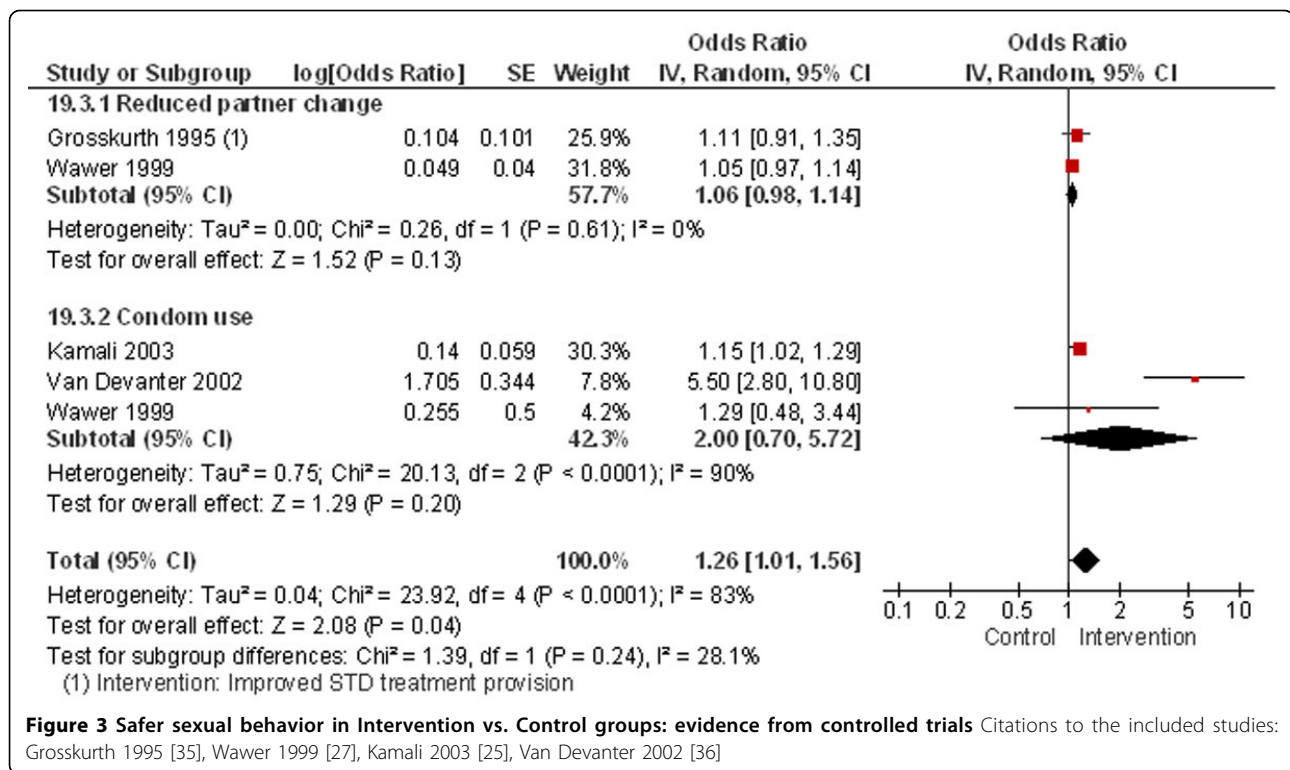 Odds Ratio Odds Ratio
Study or Subgroup log[Odds Ratio] SE Weight IV, Random, 95% CI IV, Random, 95% CI
19.3.1 Reduced partner change
Grosskurth 1995 (1) 0.104 0.101 25.9% 1.11 [0.91, 1.35]
Wawer 1999 0.049 0.04 31.8% 1.05 [0.97, 1.14]
Subtotal (95% CI) 57.7% 1.06 [0.98, 1.14]
Heterogeneity: Tau² = 0.00; Chi² = 0.26, df = 1 (P = 0.61); I² = 0%
Test for overall effect: Z = 1.52 (P = 0.13)
19.3.2 Condom use
Kamali 2003 0.14 0.059 30.3% 1.15 [1.02, 1.29]
Van Devanter 2002 1.705 0.344 7.8% 5.50 [2.80, 10.80]
Wawer 1999 0.255 0.5 4.2% 1.29 [0.48, 3.44]
Subtotal (95% CI) 42.3% 2.00 [0.70, 5.72]
Heterogeneity: Tau² = 0.75; Chi² = 20.13, df = 2 (P < 0.0001); I² = 90%
Test for overall effect: Z = 1.29 (P = 0.20)
Total (95% CI) 100.0% 1.26 [1.01, 1.56]
Heterogeneity: Tau² = 0.04; Chi² = 23.92, df = 4 (P < 0.0001); I² = 83%
Test for overall effect: Z = 2.08 (P = 0.04)
Test for subgroup differences: Chi² = 1.39, df = 1 (P = 0.24), I² = 28.1%
(1) Intervention: Improved STD treatment provision
0.1 0.2 0.5 1 2 5 10
Control Intervention
Figure 3 Safer sexual behavior in Intervention vs. Control groups: evidence from controlled trials Citations to the included studies:
Grosskurth 1995 [35], Wawer 1999 [27], Kamali 2003 [25], Van Devanter 2002 [36]